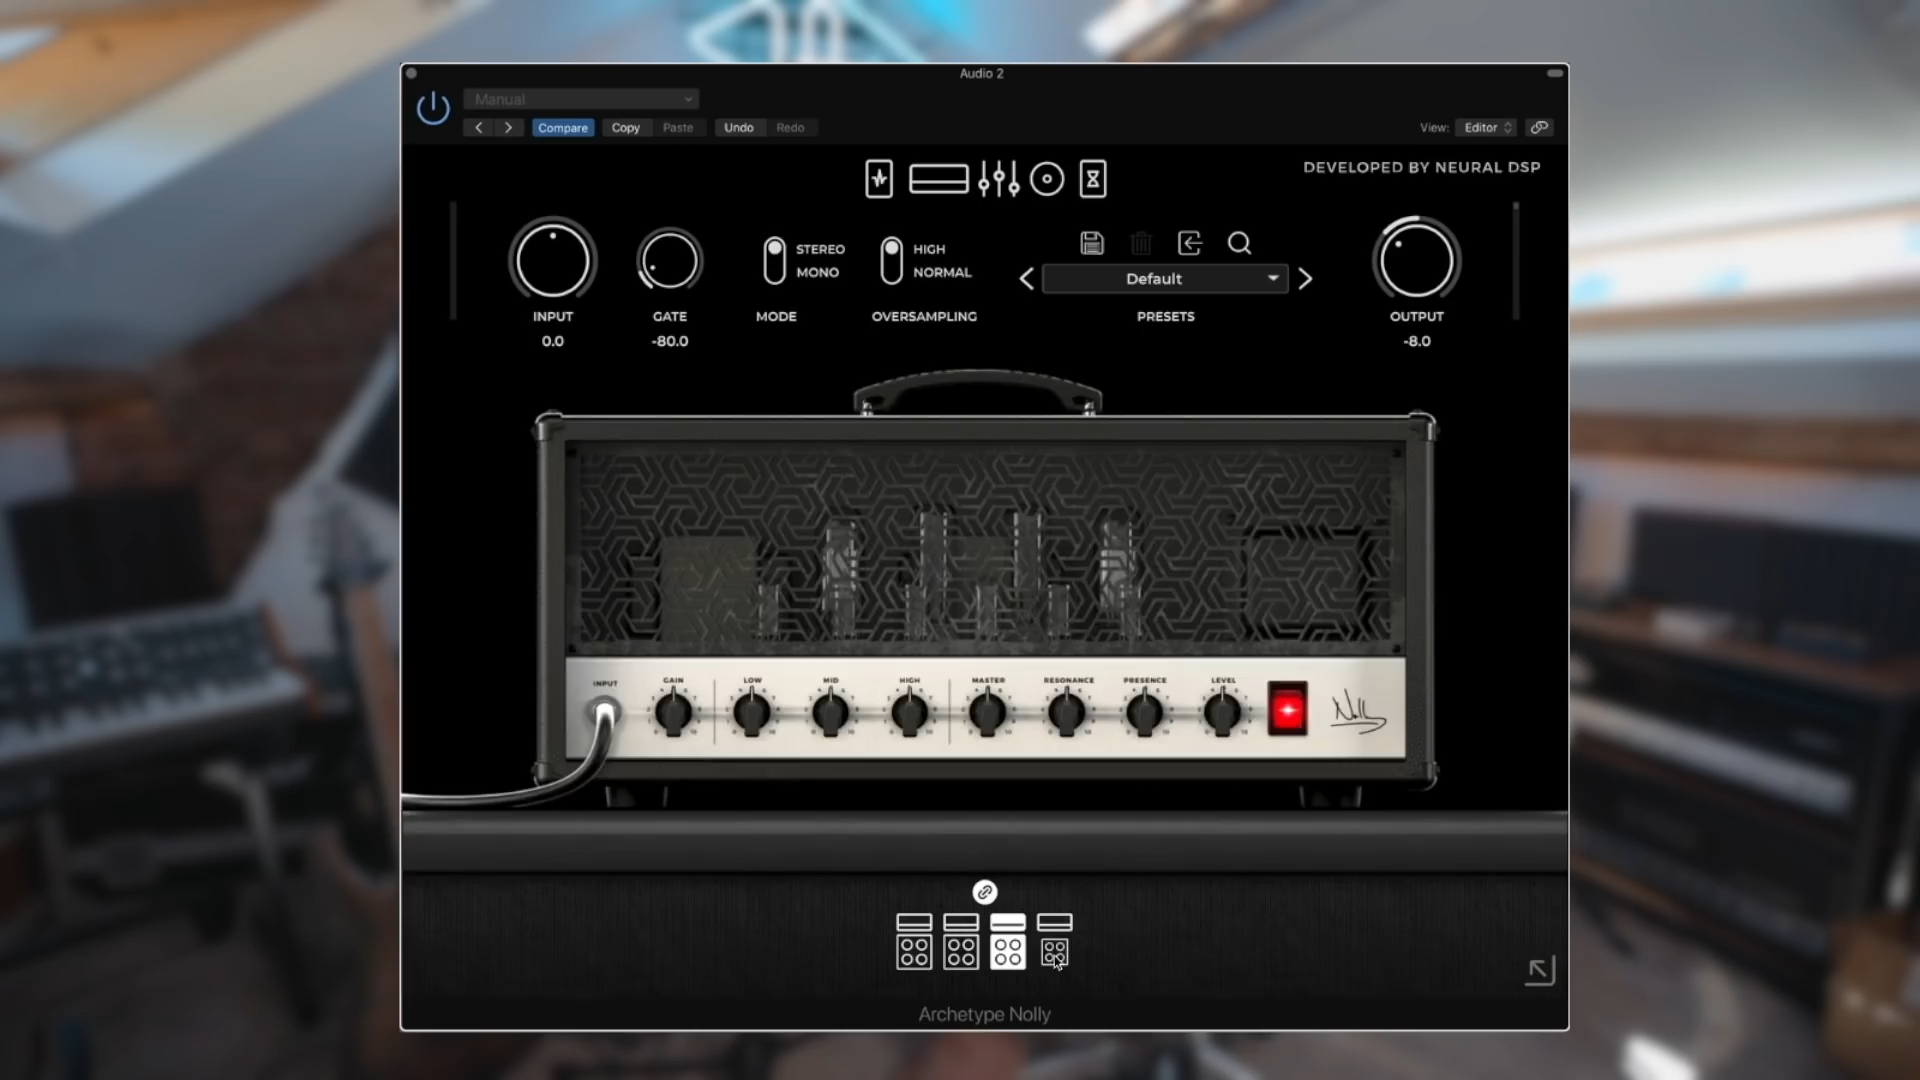 Audio 2
Manual
Compare Copy Paste Undo Redo
View: Editor
DEVELOPED BY NEURAL DSP
STEREO
MONO
HIGH
NORMAL
Default
INPUT GATE MODE OVERSAMPLING PRESETS OUTPUT
0.0 -80.0 -8.0
INPUT GAIN LOW MID HIGH MASTER RESONANCE PRESENCE LEVEL
Nolly
Archetype Nolly